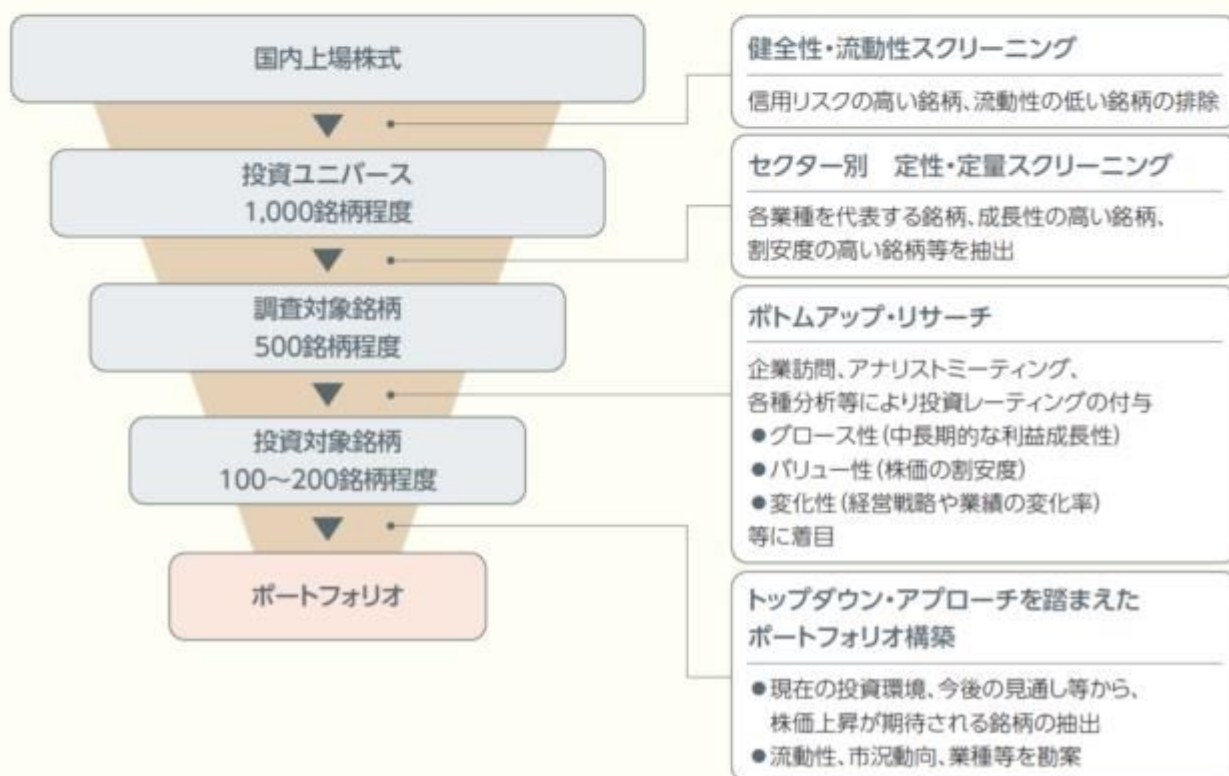 国内上場株式
投資ユニバース
1,000銘柄程度
調査対象銘柄
500銘柄程度
投資対象銘柄
100～200銘柄程度
ポートフォリオ
健全性・流動性スクリーニング
信用リスクの高い銘柄、流動性の低い銘柄の排除
セクター別　定性・定量スクリーニング
各業種を代表する銘柄、成長性の高い銘柄、
割安度の高い銘柄等を抽出
ボトムアップ・リサーチ
企業訪問、アナリストミーティング、
各種分析等により投資レーティングの付与
●グロース性(中長期的な利益成長性)
●バリュー性(株価の割安度)
●変化性(経営戦略や業績の変化率)
等に着目
トップダウン・アプローチを踏まえた
ポートフォリオ構築
●現在の投資環境、今後の見通し等から、
株価上昇が期待される銘柄の抽出
●流動性、市況動向、業種等を勘案